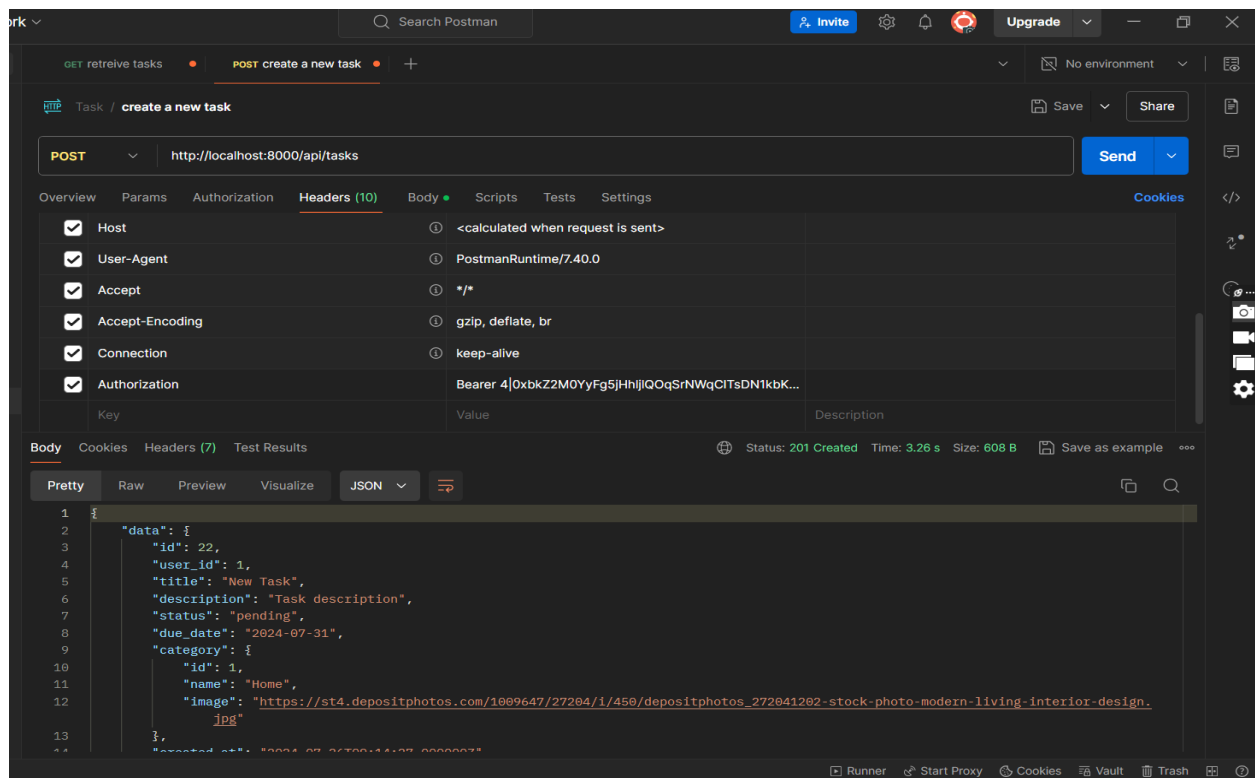 ork
Search Postman
Invite
Upgrade
GET retreive tasks
POST create a new task
No environment
HTTP Task / create a new task
Save
Share
POST
http://localhost:8000/api/tasks
Send
Overview Params Authorization Headers (10) Body Scripts Tests Settings
Cookies
Host <calculated when request is sent>
User-Agent PostmanRuntime/7.40.0
Accept */*
Accept-Encoding gzip, deflate, br
Connection keep-alive
Authorization Bearer 4|0xbkZ2M0YyFg5jHhljlQOqSrNWqCITsDN1kbK...
Key Value Description
Body Cookies Headers (7) Test Results
Status: 201 Created Time: 3.26 s Size: 608 B
Save as example
Pretty Raw Preview Visualize JSON
1 {
2 "data": {
3 "id": 22,
4 "user_id": 1,
5 "title": "New Task",
6 "description": "Task description",
7 "status": "pending",
8 "due_date": "2024-07-31",
9 "category": {
10 "id": 1,
11 "name": "Home",
12 "image": "https://st4.depositphotos.com/1009647/27204/i/450/depositphotos_272041202-stock-photo-modern-living-interior-design.
jpg"
13 },
Runner Start Proxy Cookies Vault Trash